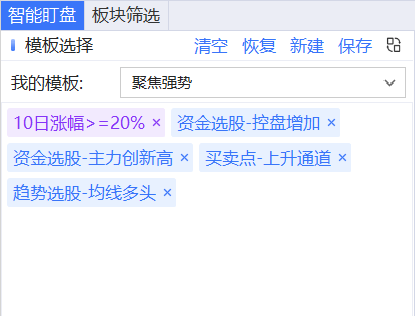 智能盯盘 板块筛选
模板选择 清空 恢复 新建 保存
我的模板: 聚焦强势
10日涨幅>=20% × 资金选股-控盘增加 ×
资金选股-主力创新高 × 买卖点-上升通道 ×
趋势选股-均线多头 ×